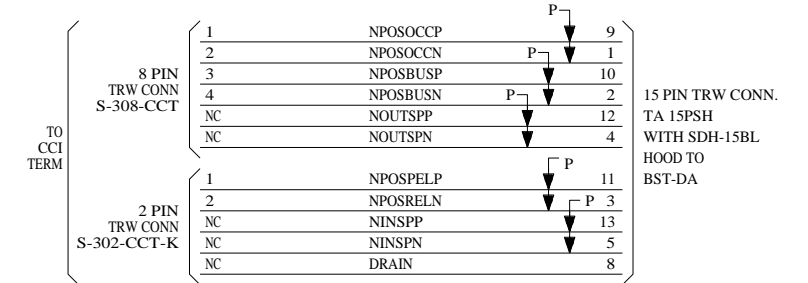 P
1 NPOSOCCP 9
2 NPOSOCCN P 1
3 NPOSBUSP 10
4 NPOSBUSN P 2
NC NOUTSPP 12
NC NOUTSPN 4
8 PIN
TRW CONN
S-308-CCT
TO
CCI
TERM
15 PIN TRW CONN.
TA 15PSH
WITH SDH-15BL
HOOD TO
BST-DA
P
1 NPOSPELP 11
2 NPOSRELN P 3
NC NINSPP 13
NC NINSPN 5
NC DRAIN 8
2 PIN
TRW CONN
S-302-CCT-K